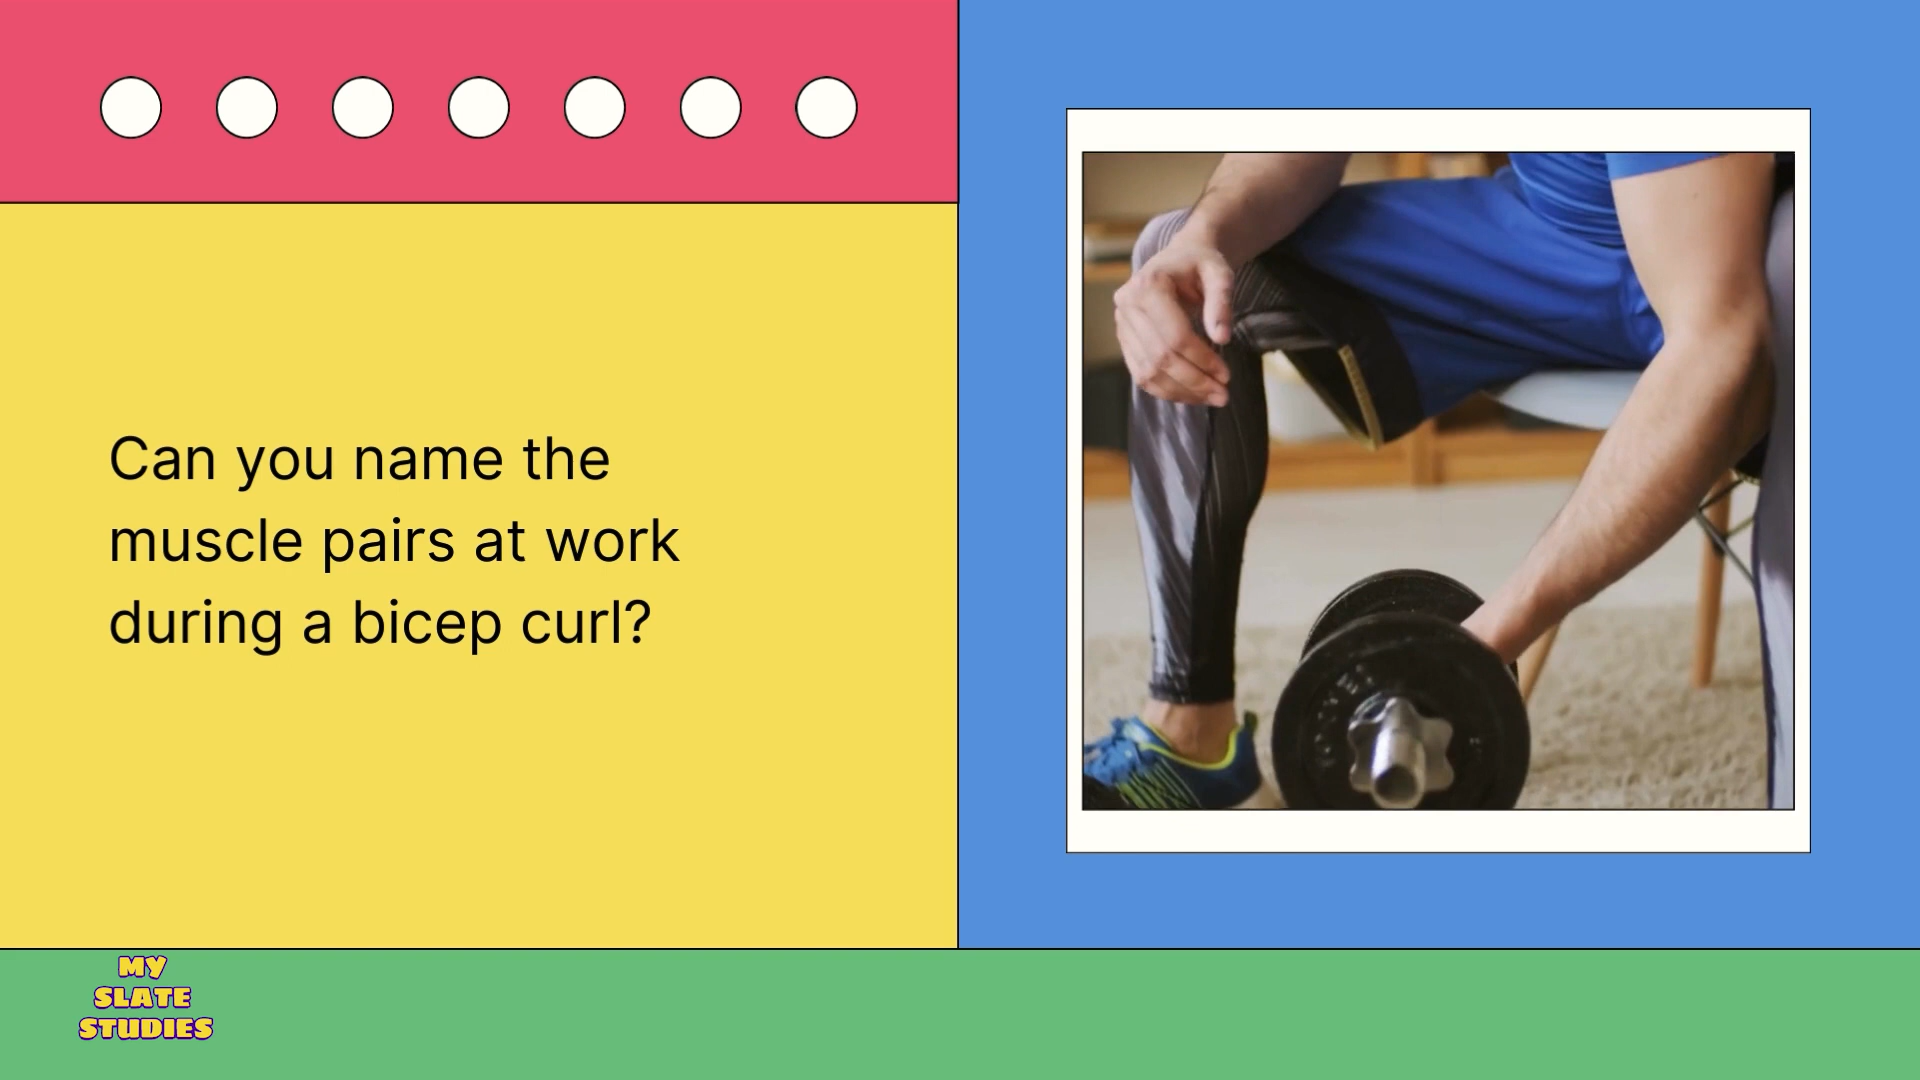 Can you name the
muscle pairs at work
during a bicep curl?
MY
SLATE
STUDIES